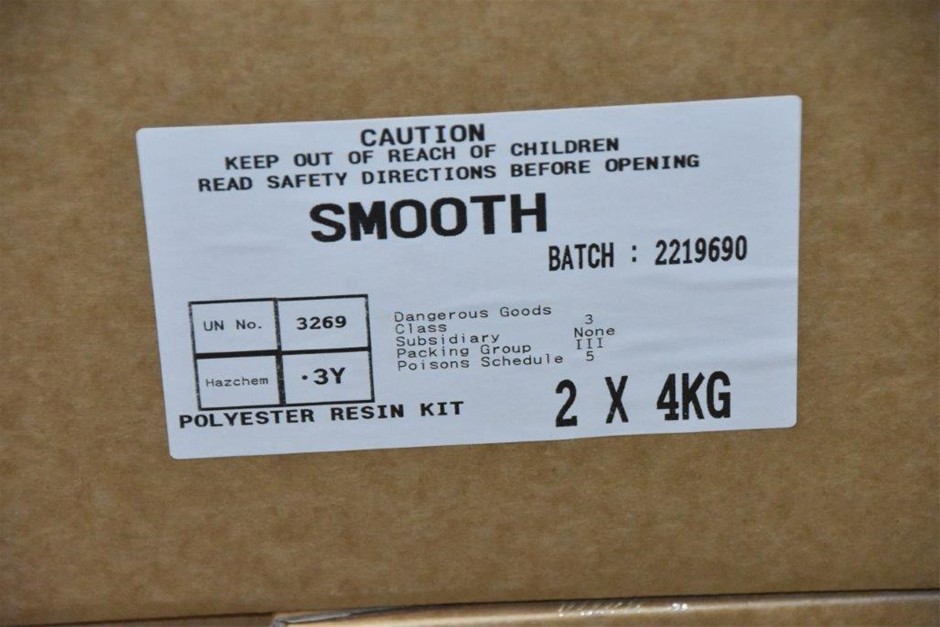 CAUTION
KEEP OUT OF REACH OF CHILDREN
READ SAFETY DIRECTIONS BEFORE OPENING
SMOOTH
BATCH : 2219690
UN No. 3269
Hazchem ·3Y
Dangerous Goods
Class 3
Subsidiary None
Packing Group III
Poisons Schedule 5
POLYESTER RESIN KIT
2 X 4KG